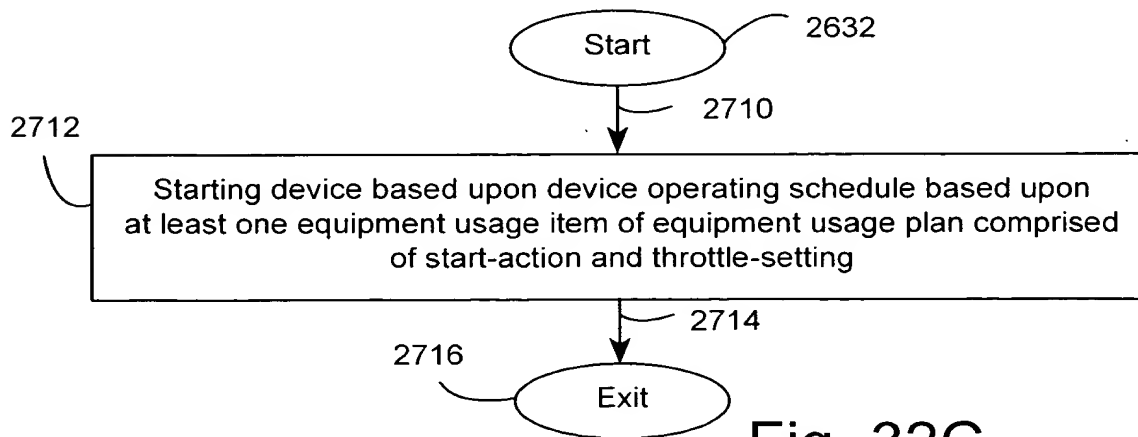 Start
2632
2710
2712
Starting device based upon device operating schedule based upon
at least one equipment usage item of equipment usage plan comprised
of start-action and throttle-setting
2714
2716
Exit